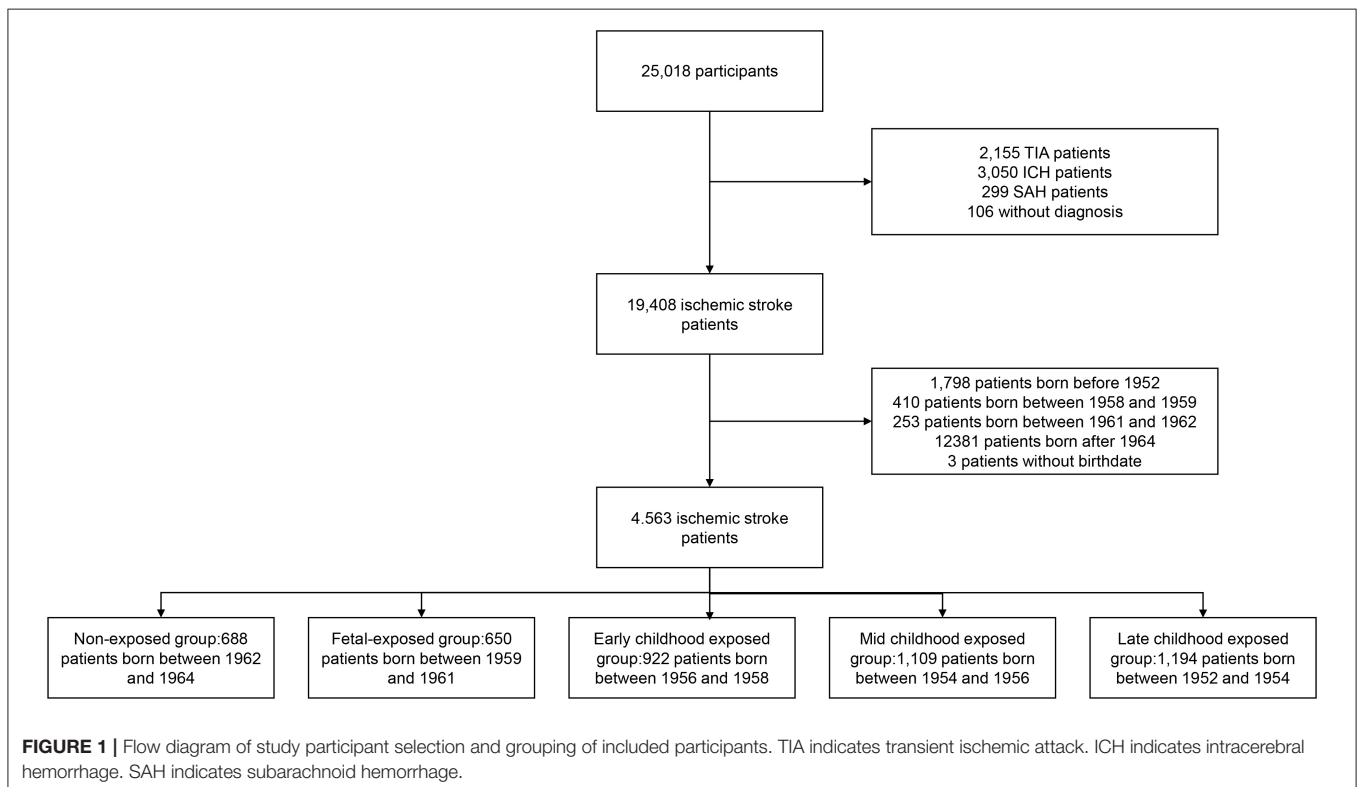 25,018 participants
2,155 TIA patients
3,050 ICH patients
299 SAH patients
106 without diagnosis
19,408 ischemic stroke
patients
1,798 patients born before 1952
410 patients born between 1958 and 1959
253 patients born between 1961 and 1962
12381 patients born after 1964
3 patients without birthdate
4.563 ischemic stroke
patients
Non-exposed group:688
patients born between 1962
and 1964
Fetal-exposed group:650
patients born between 1959
and 1961
Early childhood exposed
group:922 patients born
between 1956 and 1958
Mid childhood exposed
group:1,109 patients born
between 1954 and 1956
Late childhood exposed
group:1,194 patients born
between 1952 and 1954
FIGURE 1 | Flow diagram of study participant selection and grouping of included participants. TIA indicates transient ischemic attack. ICH indicates intracerebral
hemorrhage. SAH indicates subarachnoid hemorrhage.